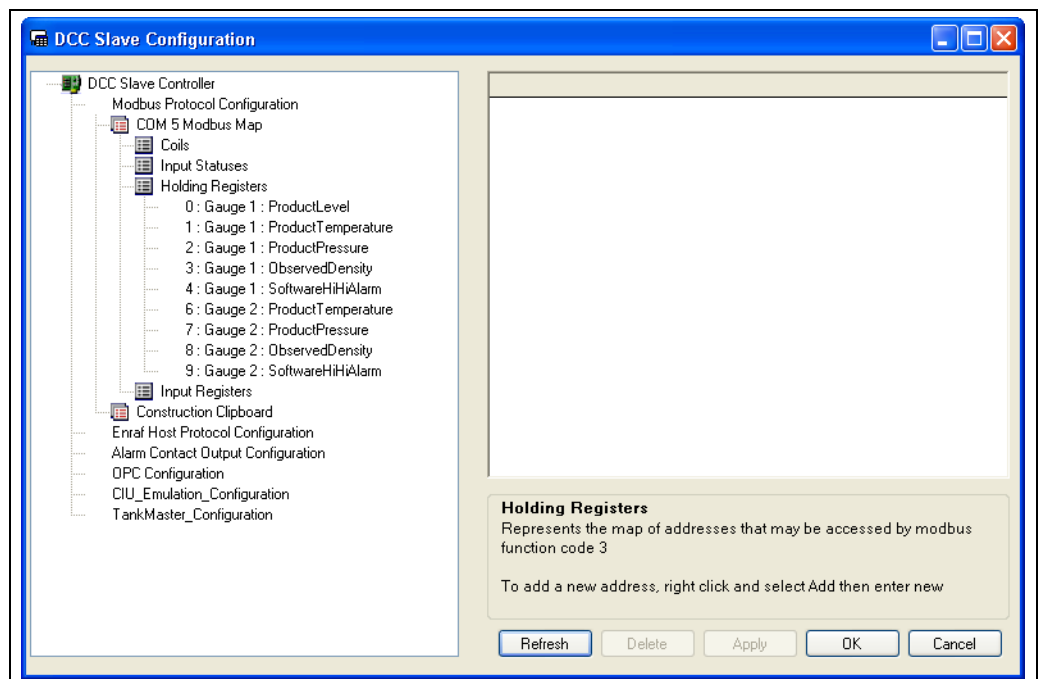 DCC Slave Configuration
DCC Slave Controller
Modbus Protocol Configuration
COM 5 Modbus Map
Coils
Input Statuses
Holding Registers
0 : Gauge 1 : ProductLevel
1 : Gauge 1 : ProductTemperature
2 : Gauge 1 : ProductPressure
3 : Gauge 1 : ObservedDensity
4 : Gauge 1 : SoftwareHiHiAlarm
6 : Gauge 2 : ProductTemperature
7 : Gauge 2 : ProductPressure
8 : Gauge 2 : ObservedDensity
9 : Gauge 2 : SoftwareHiHiAlarm
Input Registers
Construction Clipboard
Enraf Host Protocol Configuration
Alarm Contact Output Configuration
OPC Configuration
CIU_Emulation_Configuration
TankMaster_Configuration
Holding Registers
Represents the map of addresses that may be accessed by modbus
function code 3
To add a new address, right click and select Add then enter new
Refresh Delete Apply OK Cancel